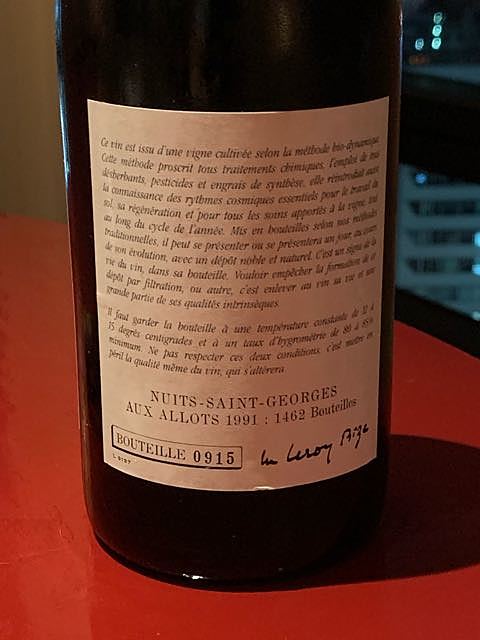 Ce vin est issu d'une vigne cultivée selon la méthode bio-dynamique.
Cette méthode proscrit tous traitements chimiques, l'emploi de tous
désherbants, pesticides et engrais de synthèse, elle réintroduit aussi
la connaissance des rythmes cosmiques essentiels pour le travail du
sol, sa régénération et pour tous les soins apportés à la vigne, tout
au long du cycle de l'année. Mis en bouteilles selon nos méthodes
traditionnelles, il peut se présenter ou se présentera un jour, au cours
de son évolution, avec un dépôt noble et naturel. C'est un signe de la
vie du vin, dans sa bouteille. Vouloir empêcher la formation de ce
dépôt par filtration, ou autre, c'est enlever au vin sa vie et une
grande partie de ses qualités intrinsèques.
Il faut garder la bouteille à une température constante de 12 à
15 degrés centigrades et à un taux d'hygrométrie de 80 à 85%
minimum. Ne pas respecter ces deux conditions, c'est mettre en
péril la qualité même du vin, qui s'altérera.
NUITS-SAINT-GEORGES
AUX ALLOTS 1991 : 1462 Bouteilles
BOUTEILLE 0915
Leroy Bize